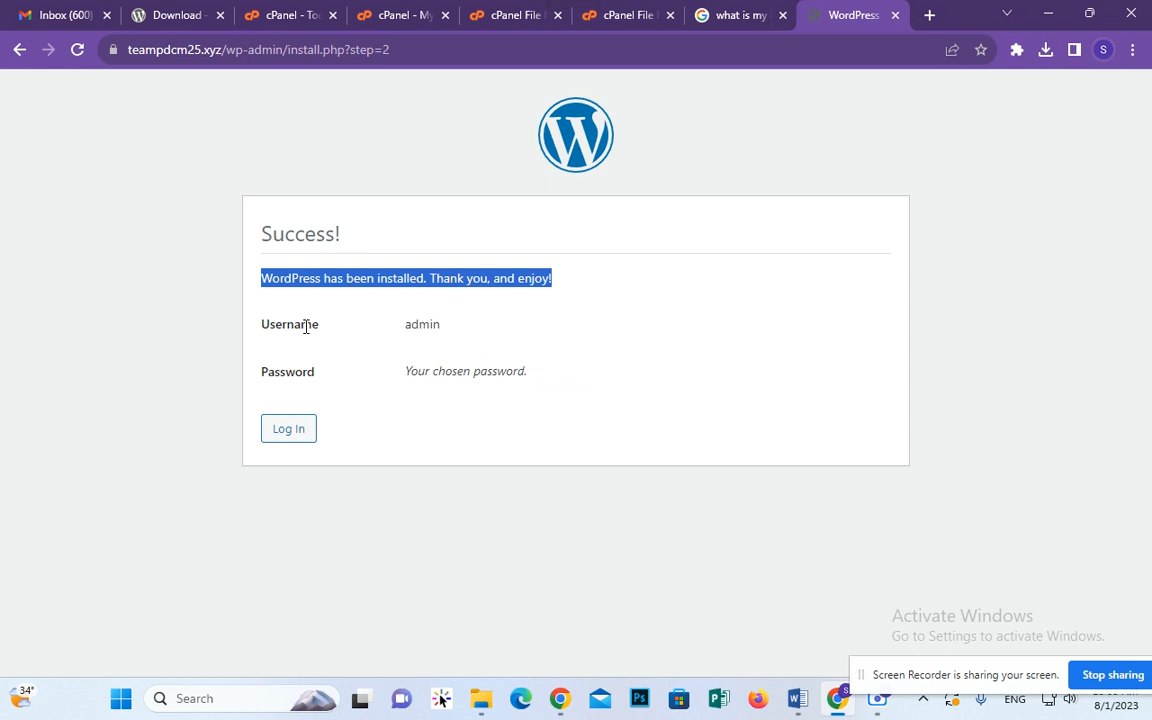 Inbox (600)
Download -
cPanel - Too
cPanel - My
cPanel File
cPanel File
what is my
WordPress
teampdcm25.xyz/wp-admin/install.php?step=2
S
Success!
WordPress has been installed. Thank you, and enjoy!
Username admin
Password Your chosen password.
Log In
Activate Windows
Go to Settings to activate Windows.
Screen Recorder is sharing your screen.
Stop sharing
34°
Search
ENG
8/1/2023